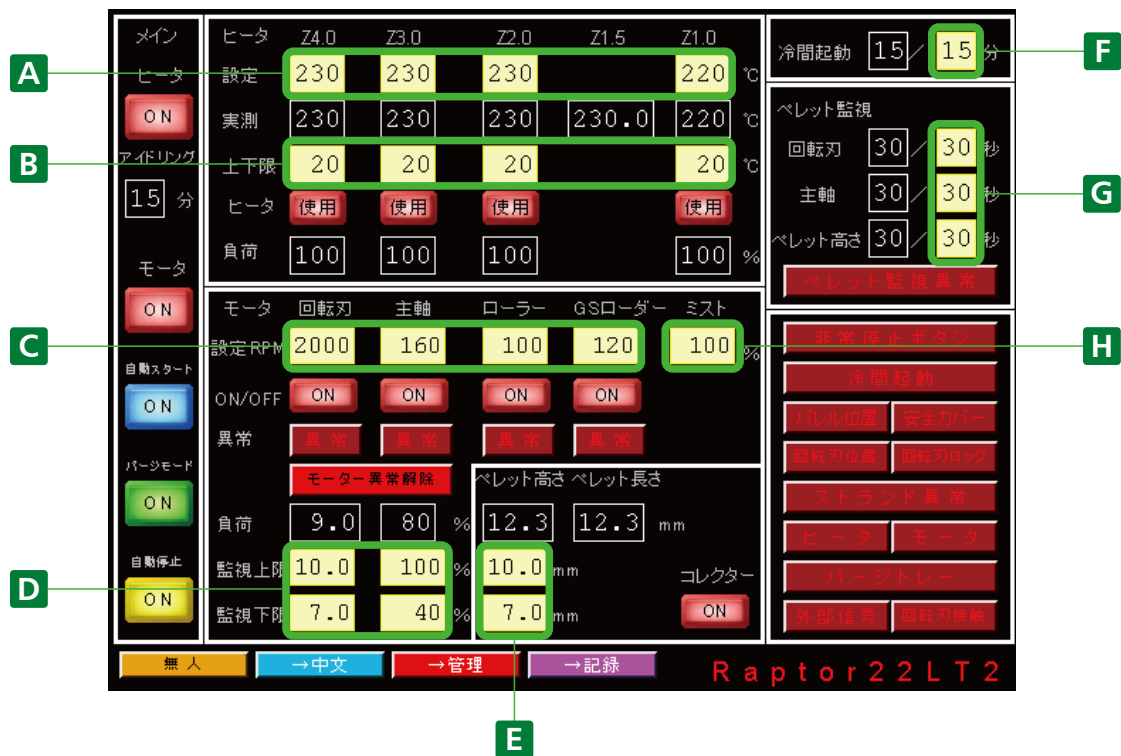 メイン
ヒータ
ON
アイドリング
15 分
モータ
ON
自動スタート
ON
パージモード
ON
自動停止
ON
ヒータ Z4.0 Z3.0 Z2.0 Z1.5 Z1.0
A
設定 230 230 230 220 ℃
実測 230 230 230 230.0 220 ℃
B
上下限 20 20 20 20 ℃
ヒータ 使用 使用 使用 使用
負荷 100 100 100 100 %
モータ 回転刃 主軸 ローラー GSローダー ミスト
C
設定RPM 2000 160 100 120 100 %
H
ON/OFF ON ON ON ON
異常 異常 異常 異常 異常
モーター異常解除
ペレット高さ ペレット長さ
負荷 9.0 80 % 12.3 12.3 mm
D
監視上限 10.0 100 % 10.0 mm
監視下限 7.0 40 % 7.0 mm
E
コレクター
ON
冷間起動 15/ 15 分
F
ペレット監視
回転刃 30/ 30 秒
主軸 30/ 30 秒
G
ペレット高さ 30/ 30 秒
ペレット監視異常
非常停止ボタン
冷間起動
バレル位置 安全カバー
回転刃位置 回転刃ロック
ストランド異常
ヒータ モータ
パージトレー
外部信号 回転刃接触
無人 →中文 →管理 →記録 Raptor22LT2